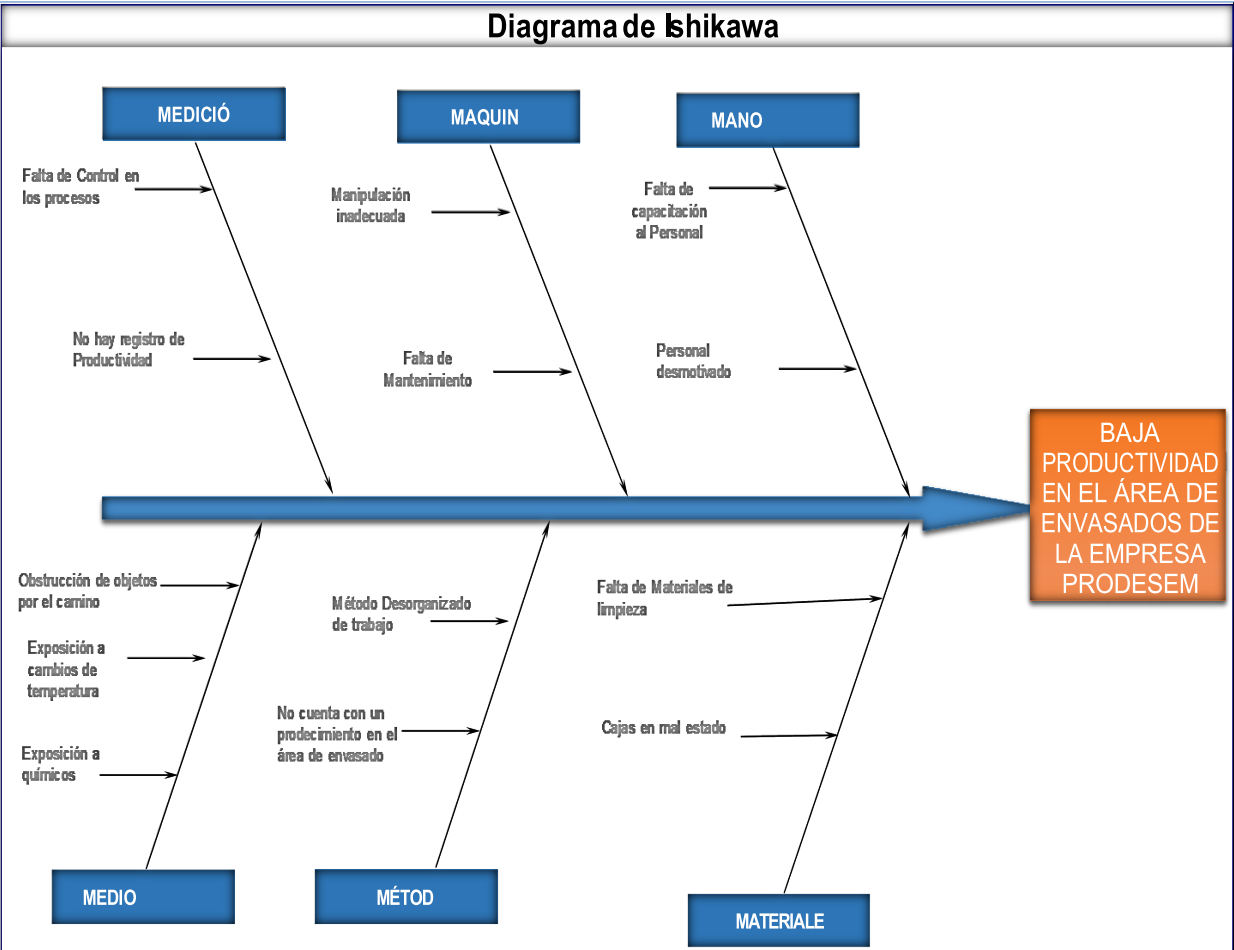 Diagrama de Ishikawa
MEDICIÓ
MAQUIN
MANO
Falta de Control en
los procesos
Manipulación
inadecuada
Falta de
capacitación
al Personal
No hay registro de
Productividad
Falta de
Mantenimiento
Personal
desmotivado
BAJA
PRODUCTIVIDAD
EN EL ÁREA DE
ENVASADOS DE
LA EMPRESA
PRODESEM
Obstrucción de objetos
por el camino
Exposición a
cambios de
temperatura
Exposición a
químicos
Método Desorganizado
de trabajo
No cuenta con un
prodecimiento en el
área de envasado
Falta de Materiales de
limpieza
Cajas en mal estado
MEDIO
MÉTOD
MATERIALE